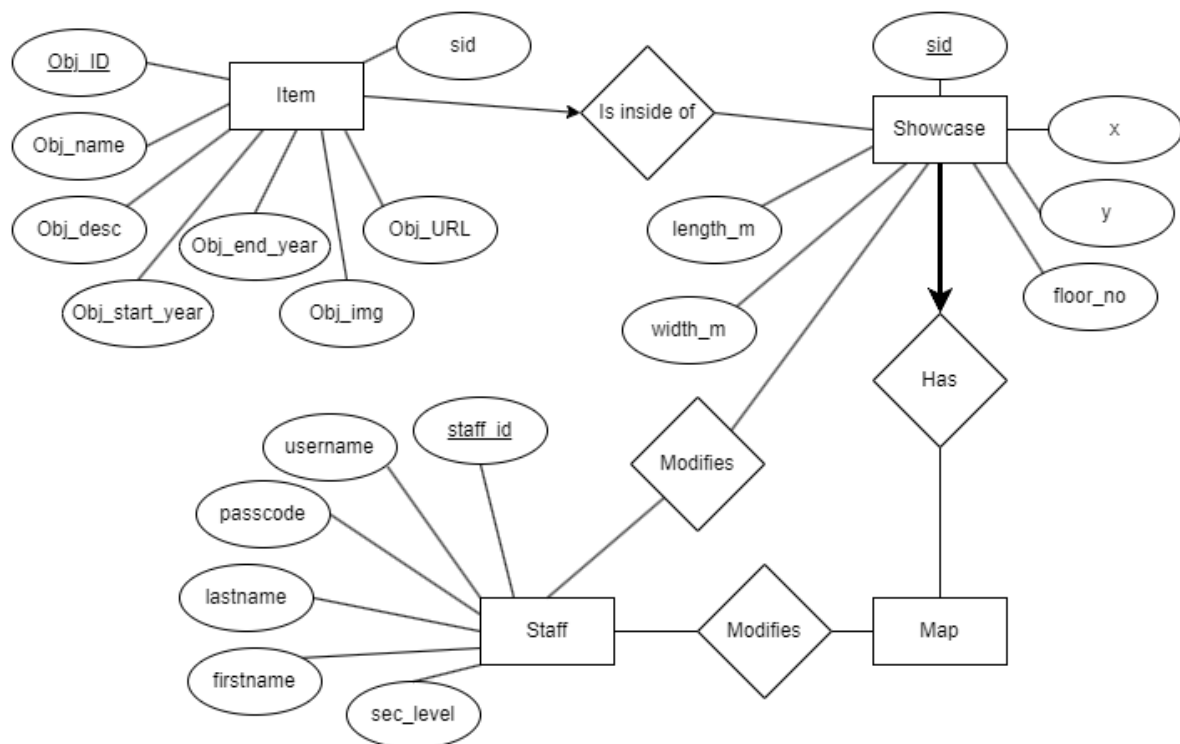 sid
sid
Obj_ID
Item
Is inside of
Showcase
x
Obj_name
Obj_desc
Obj_end_year
Obj_URL
length_m
y
Obj_start_year
Obj_img
width_m
floor_no
Has
username
staff_id
Modifies
passcode
lastname
Staff
Modifies
Map
firstname
sec_level